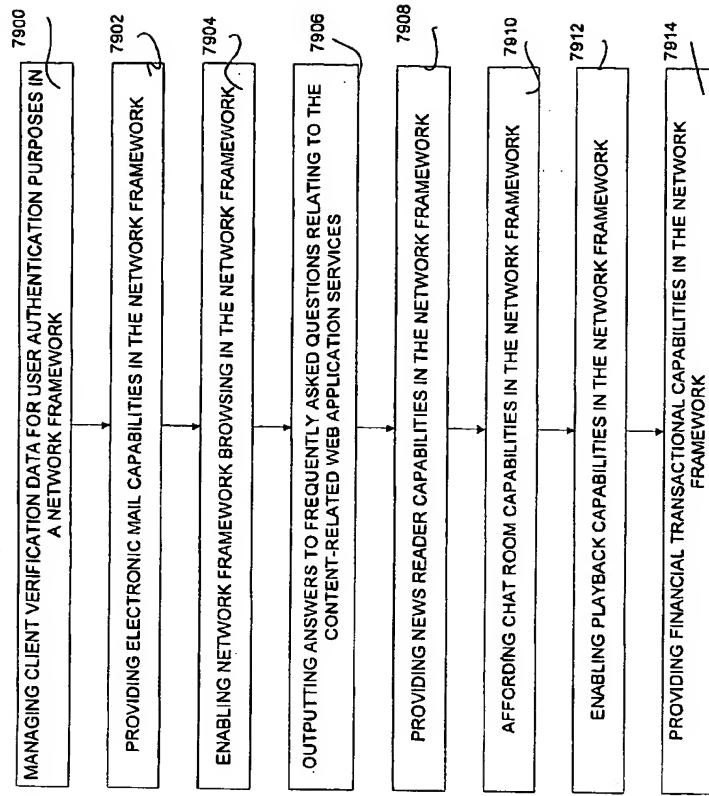 7900
MANAGING CLIENT VERIFICATION DATA FOR USER AUTHENTICATION PURPOSES IN
A NETWORK FRAMEWORK
7902
PROVIDING ELECTRONIC MAIL CAPABILITIES IN THE NETWORK FRAMEWORK
7904
ENABLING NETWORK FRAMEWORK BROWSING IN THE NETWORK FRAMEWORK
7906
OUTPUTTING ANSWERS TO FREQUENTLY ASKED QUESTIONS RELATING TO THE
CONTENT-RELATED WEB APPLICATION SERVICES
7908
PROVIDING NEWS READER CAPABILITIES IN THE NETWORK FRAMEWORK
7910
AFFORDING CHAT ROOM CAPABILITIES IN THE NETWORK FRAMEWORK
7912
ENABLING PLAYBACK CAPABILITIES IN THE NETWORK FRAMEWORK
7914
PROVIDING FINANCIAL TRANSACTIONAL CAPABILITIES IN THE NETWORK
FRAMEWORK